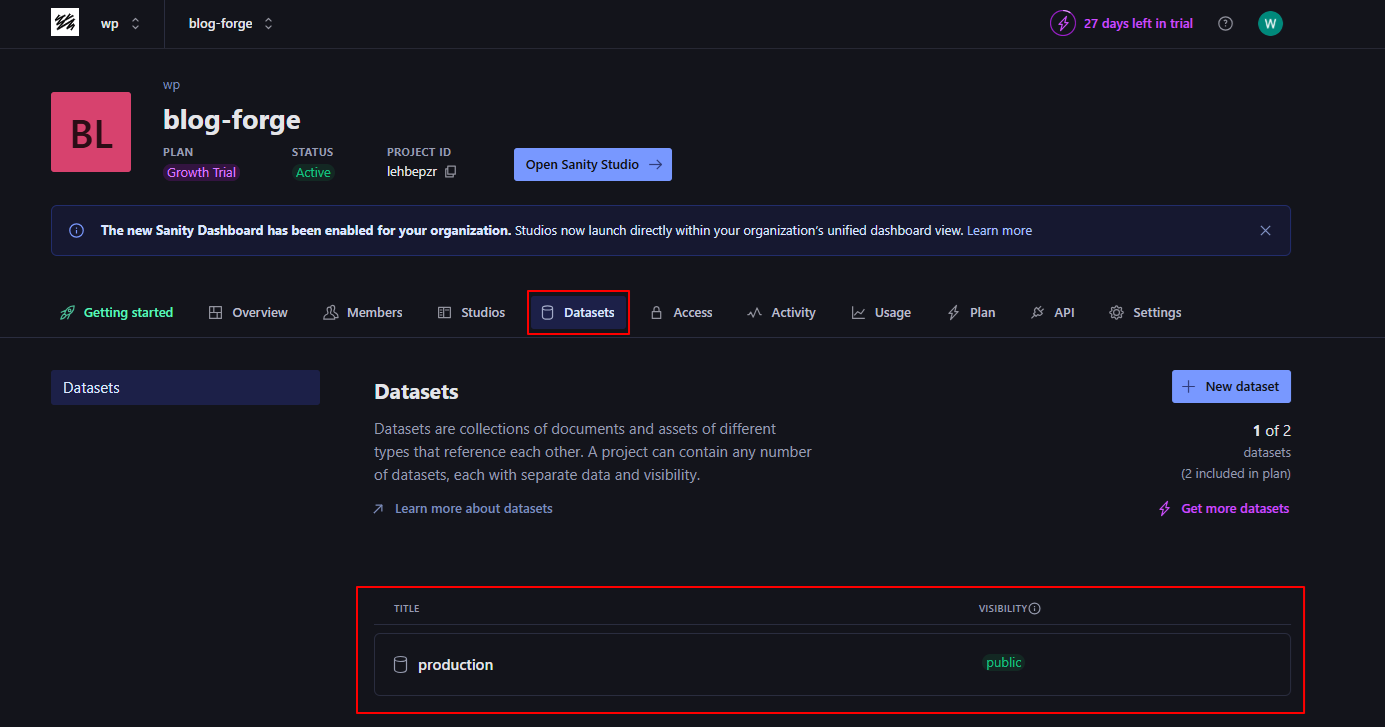 wp blog-forge 27 days left in trial W
wp
BL
blog-forge
PLAN STATUS PROJECT ID
Growth Trial Active lehbepzr
Open Sanity Studio
The new Sanity Dashboard has been enabled for your organization. Studios now launch directly within your organization's unified dashboard view. Learn more
Getting started Overview Members Studios Datasets Access Activity Usage Plan API Settings
Datasets
Datasets
New dataset
Datasets are collections of documents and assets of different
types that reference each other. A project can contain any number
of datasets, each with separate data and visibility.
Learn more about datasets
1 of 2
datasets
(2 included in plan)
Get more datasets
TITLE VISIBILITY
production public